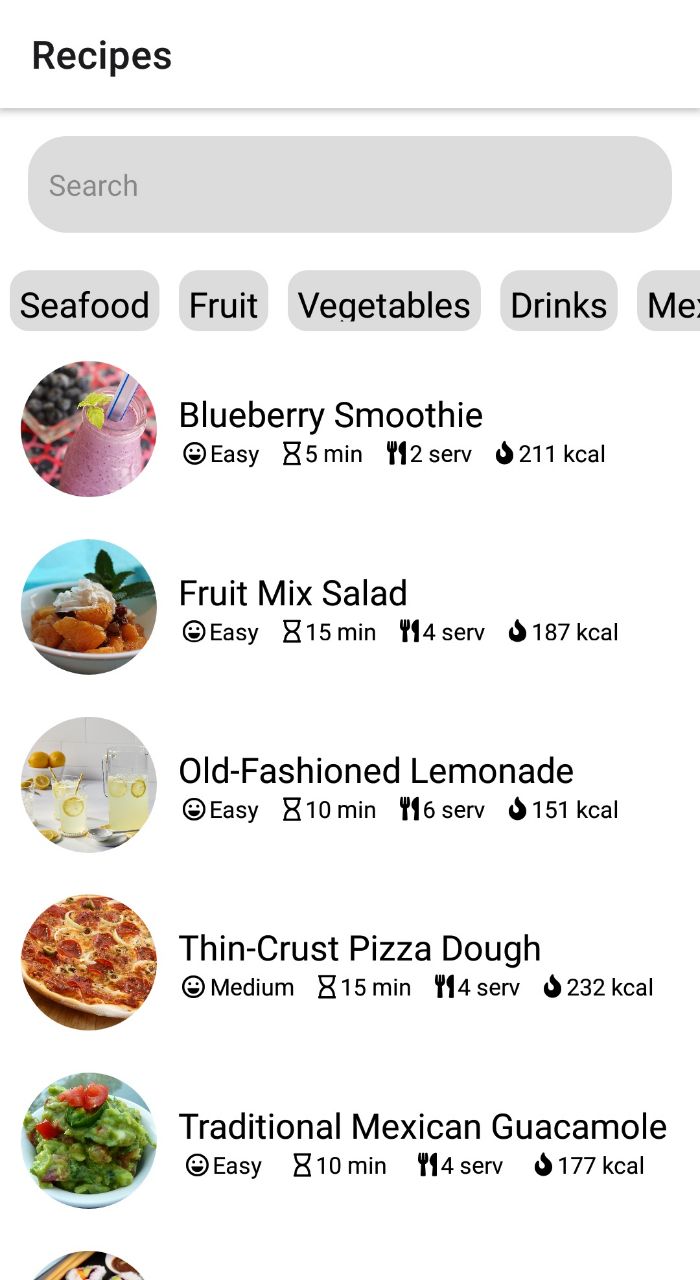 Recipes
Search
Seafood Fruit Vegetables Drinks Mex
Blueberry Smoothie
Easy 5 min 2 serv 211 kcal
Fruit Mix Salad
Easy 15 min 4 serv 187 kcal
Old-Fashioned Lemonade
Easy 10 min 6 serv 151 kcal
Thin-Crust Pizza Dough
Medium 15 min 4 serv 232 kcal
Traditional Mexican Guacamole
Easy 10 min 4 serv 177 kcal